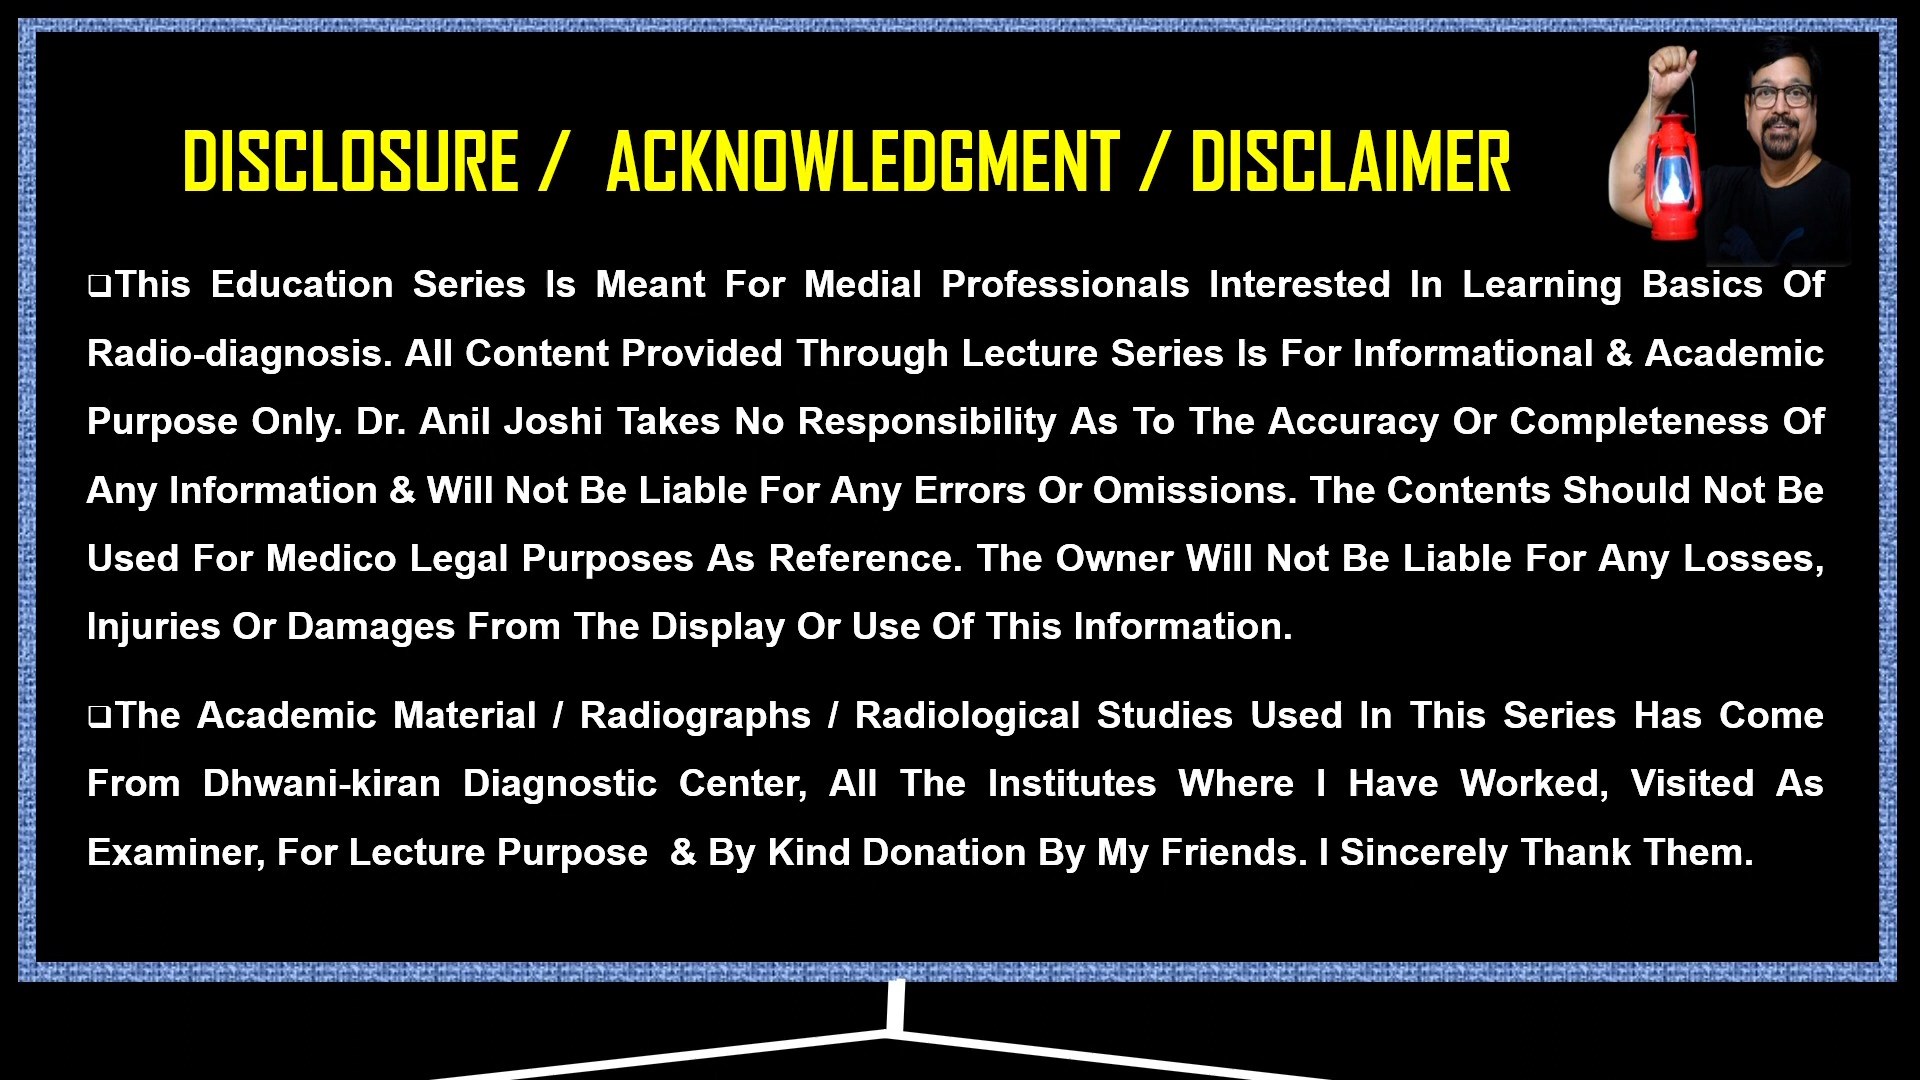 DISCLOSURE / ACKNOWLEDGMENT / DISCLAIMER
❑This Education Series Is Meant For Medial Professionals Interested In Learning Basics Of
Radio-diagnosis. All Content Provided Through Lecture Series Is For Informational & Academic
Purpose Only. Dr. Anil Joshi Takes No Responsibility As To The Accuracy Or Completeness Of
Any Information & Will Not Be Liable For Any Errors Or Omissions. The Contents Should Not Be
Used For Medico Legal Purposes As Reference. The Owner Will Not Be Liable For Any Losses,
Injuries Or Damages From The Display Or Use Of This Information.
❑The Academic Material / Radiographs / Radiological Studies Used In This Series Has Come
From Dhwani-kiran Diagnostic Center, All The Institutes Where I Have Worked, Visited As
Examiner, For Lecture Purpose & By Kind Donation By My Friends. I Sincerely Thank Them.